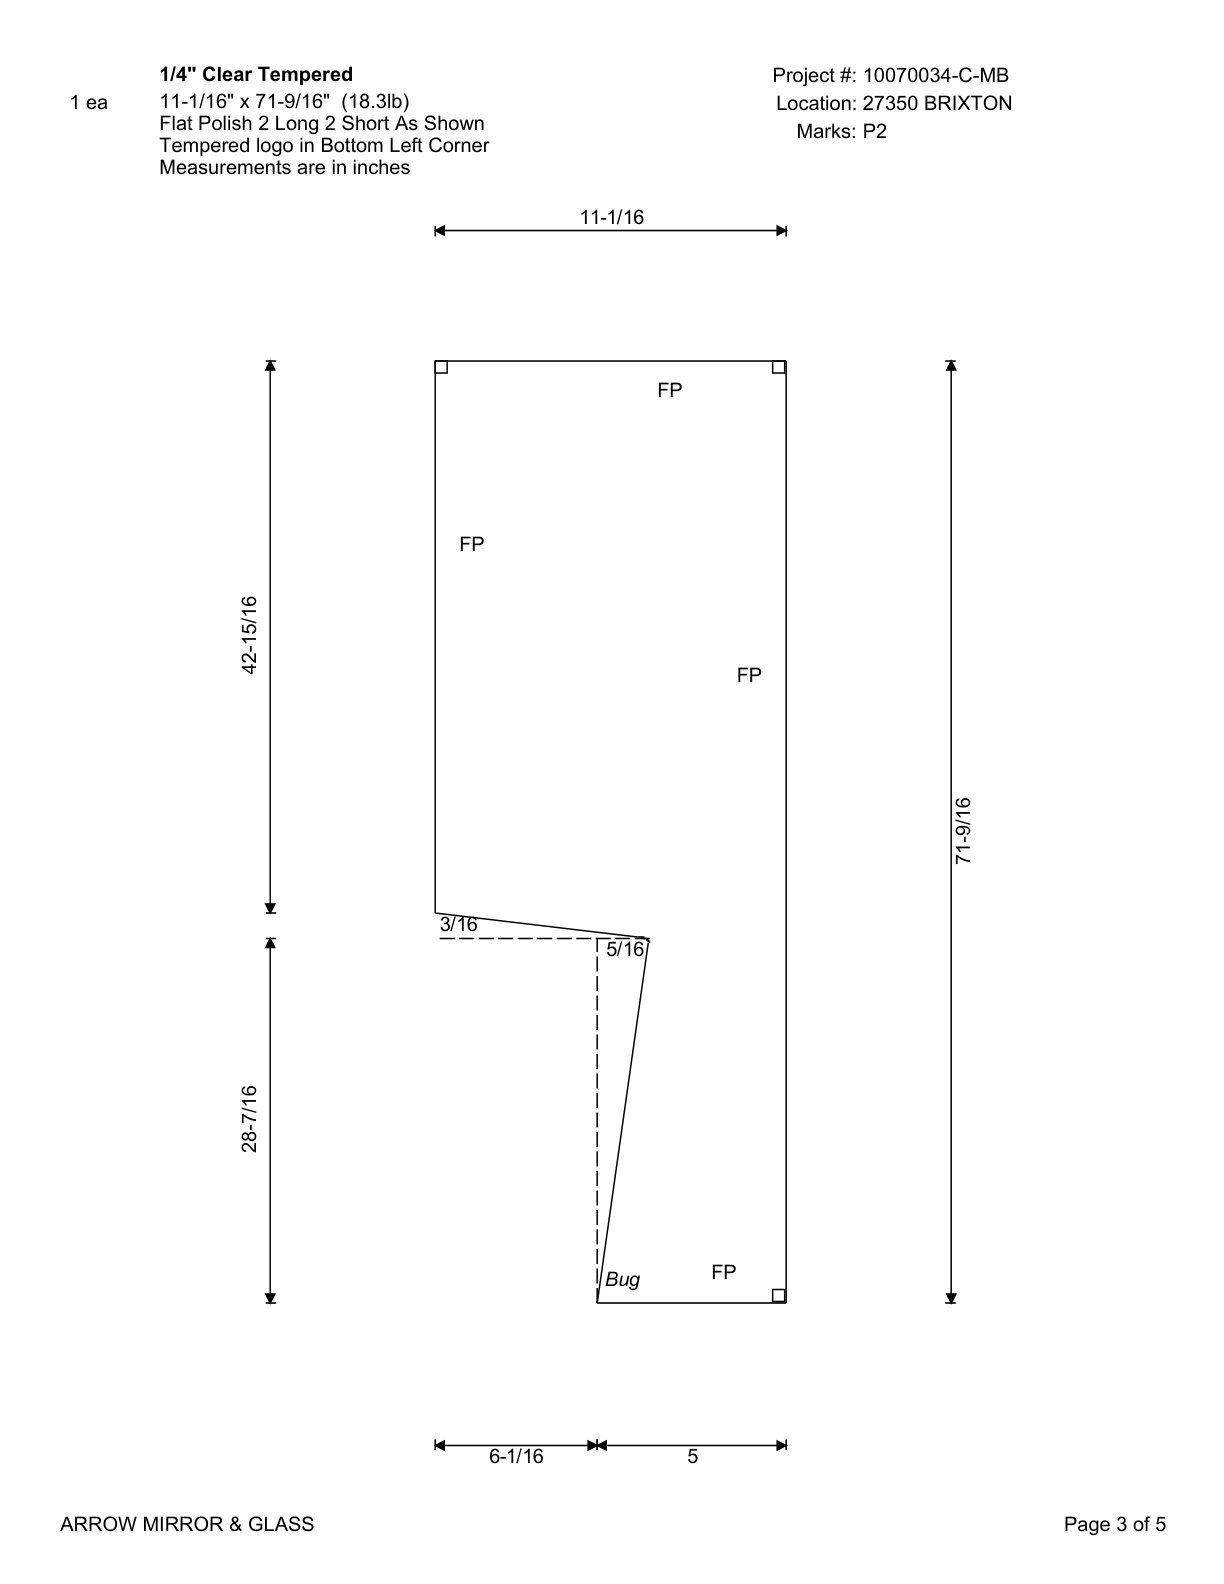 1/4" Clear Tempered
1 ea
11-1/16" x 71-9/16" (18.3lb)
Flat Polish 2 Long 2 Short As Shown
Tempered logo in Bottom Left Corner
Measurements are in inches
Project #: 10070034-C-MB
Location: 27350 BRIXTON
Marks: P2
11-1/16
FP
FP
42-15/16
FP
71-9/16
3/16
5/16
28-7/16
FP
Bug
6-1/16
5
ARROW MIRROR & GLASS
Page 3 of 5